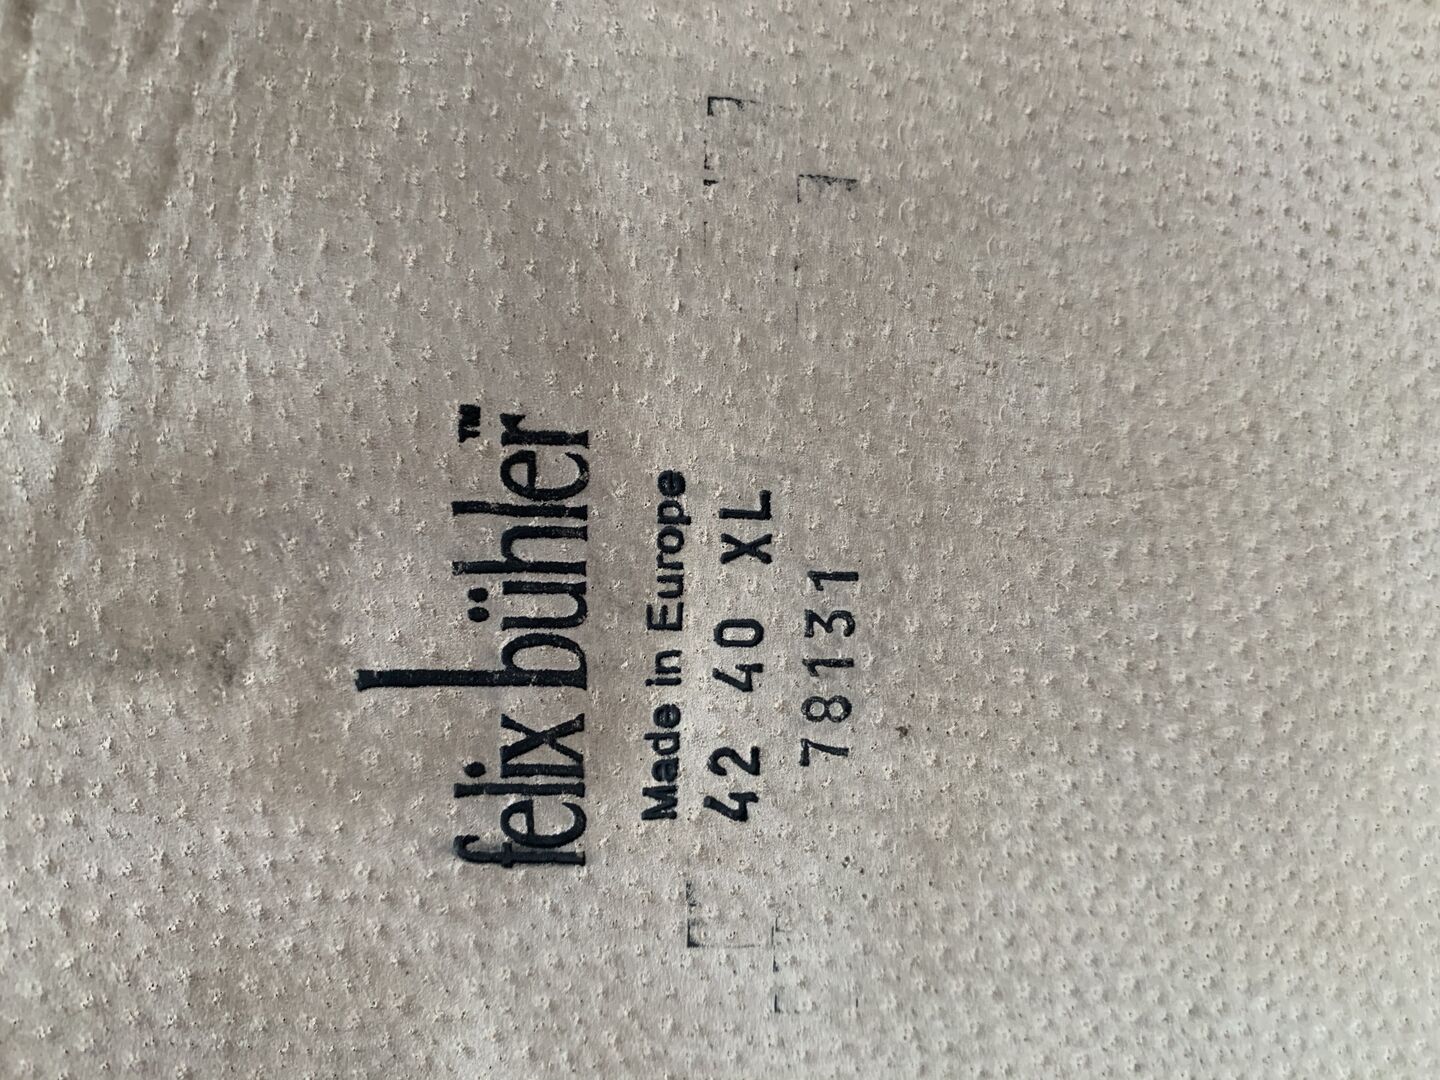 felix bühler™
Made in Europe
42 40 XL
78131